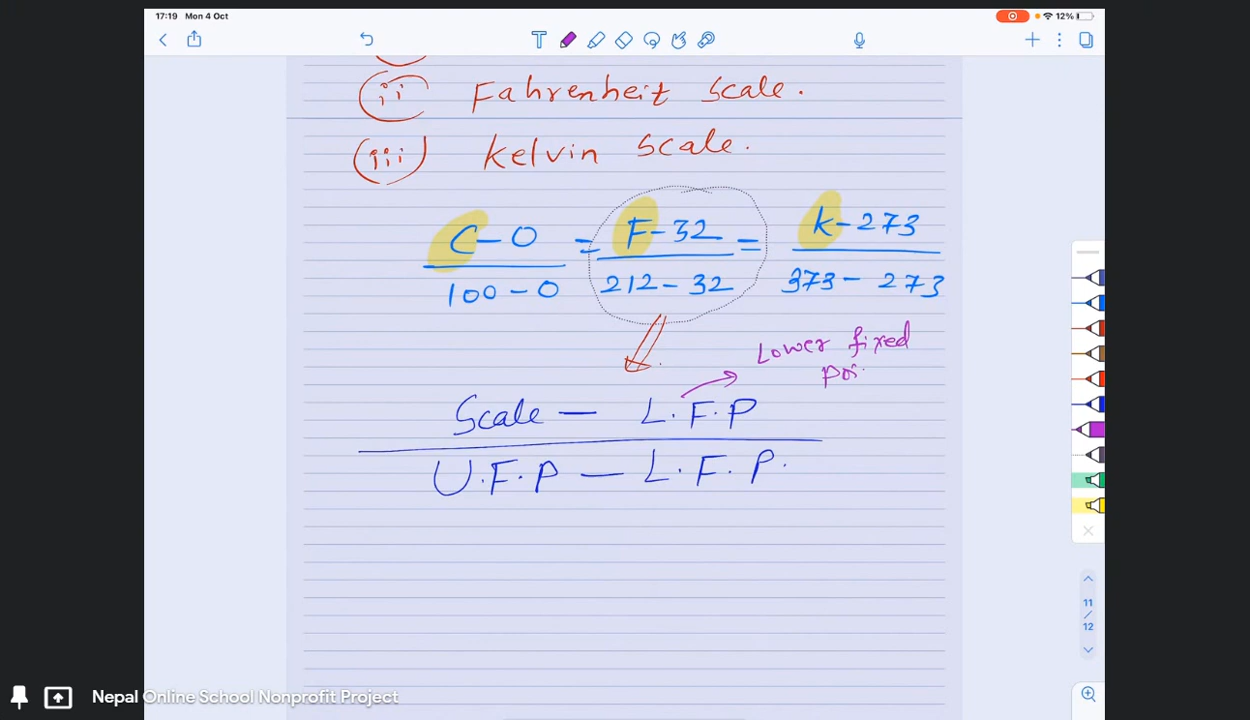 17:19 Mon 4 Oct
12%
T
(ii) Fahrenheit Scale.
(iii) Kelvin Scale.
C-0 = F-32 = K-273
100-0 212-32 373-273
Lower fixed
poi
Scale - L.F.P
U.F.P - L.F.P.
11
/
12
Nepal Online School Nonprofit Project